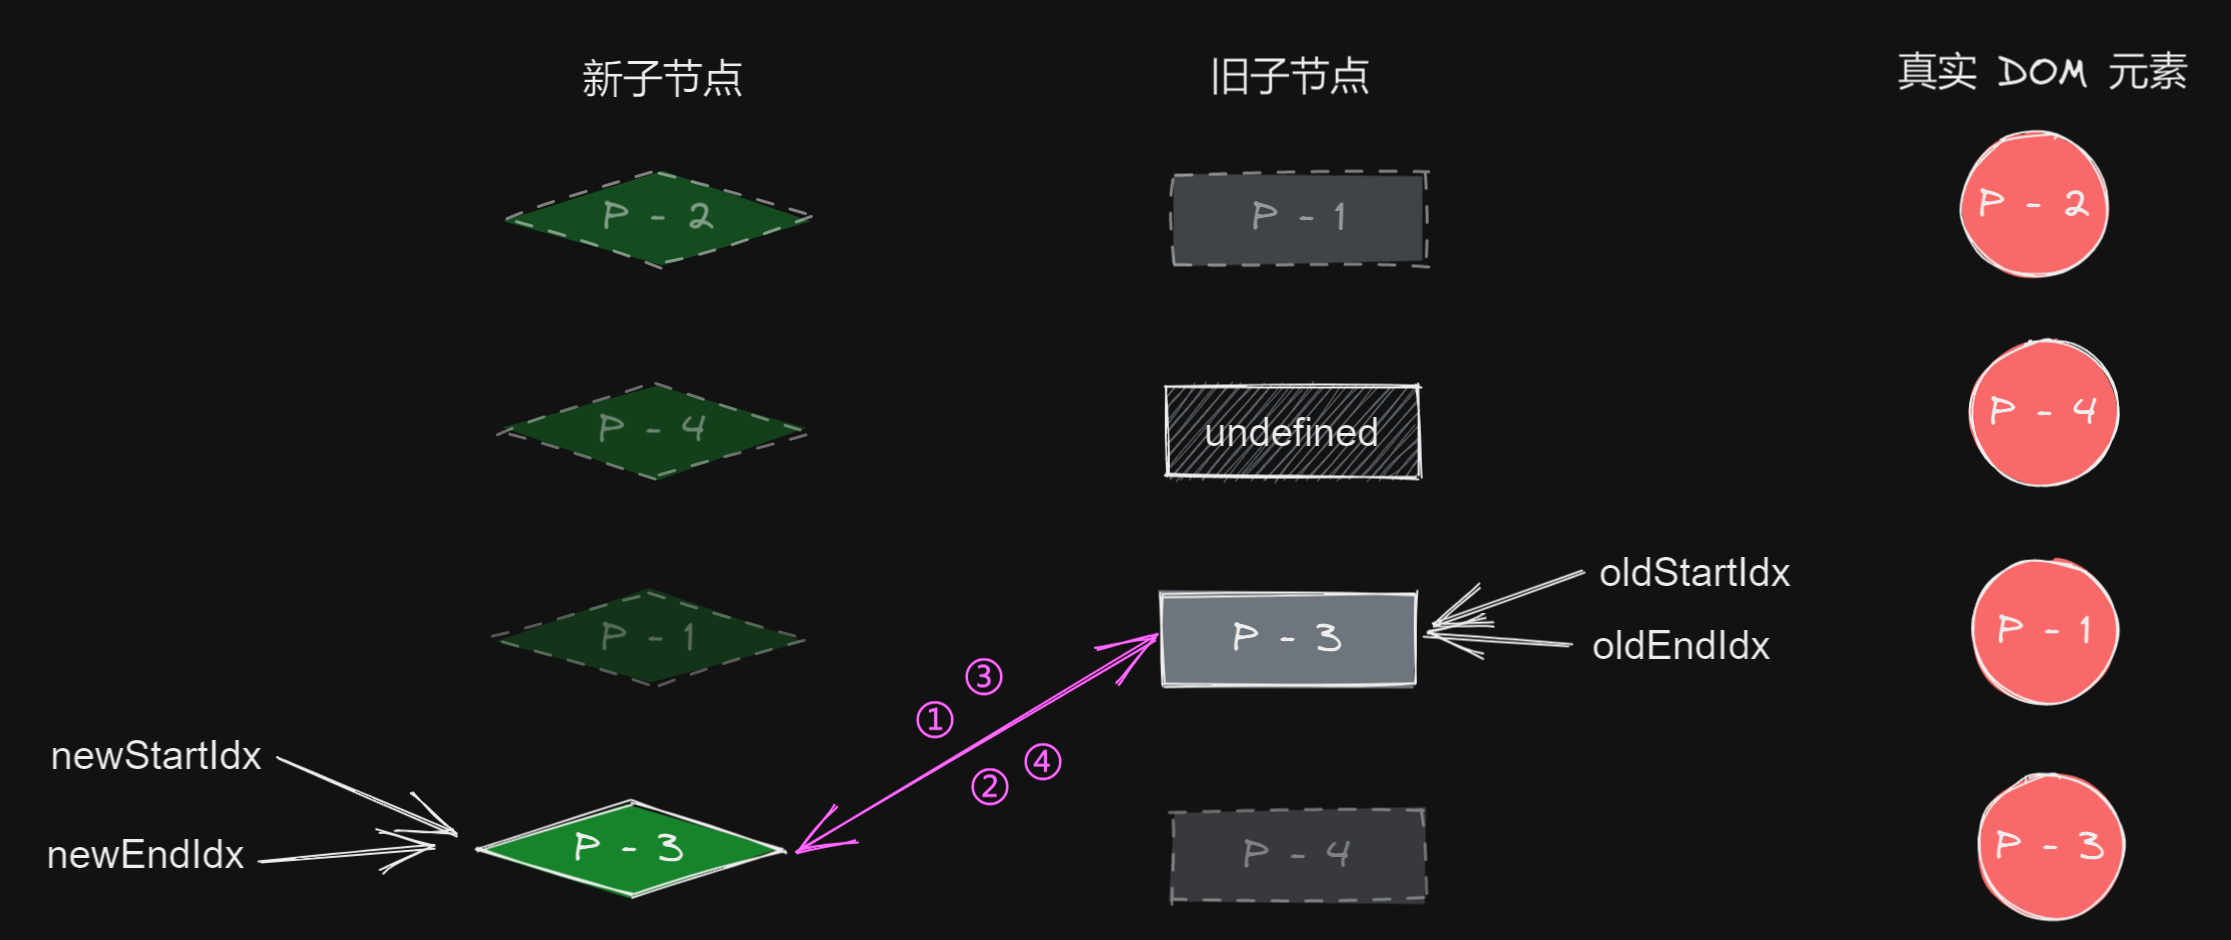 新子节点
旧子节点
真实 DOM 元素
P - 2
P - 1
P - 2
P - 4
undefined
P - 4
P - 1
P - 3
oldStartIdx
oldEndIdx
P - 1
③
①
②
④
newStartIdx
newEndIdx
P - 3
P - 4
P - 3